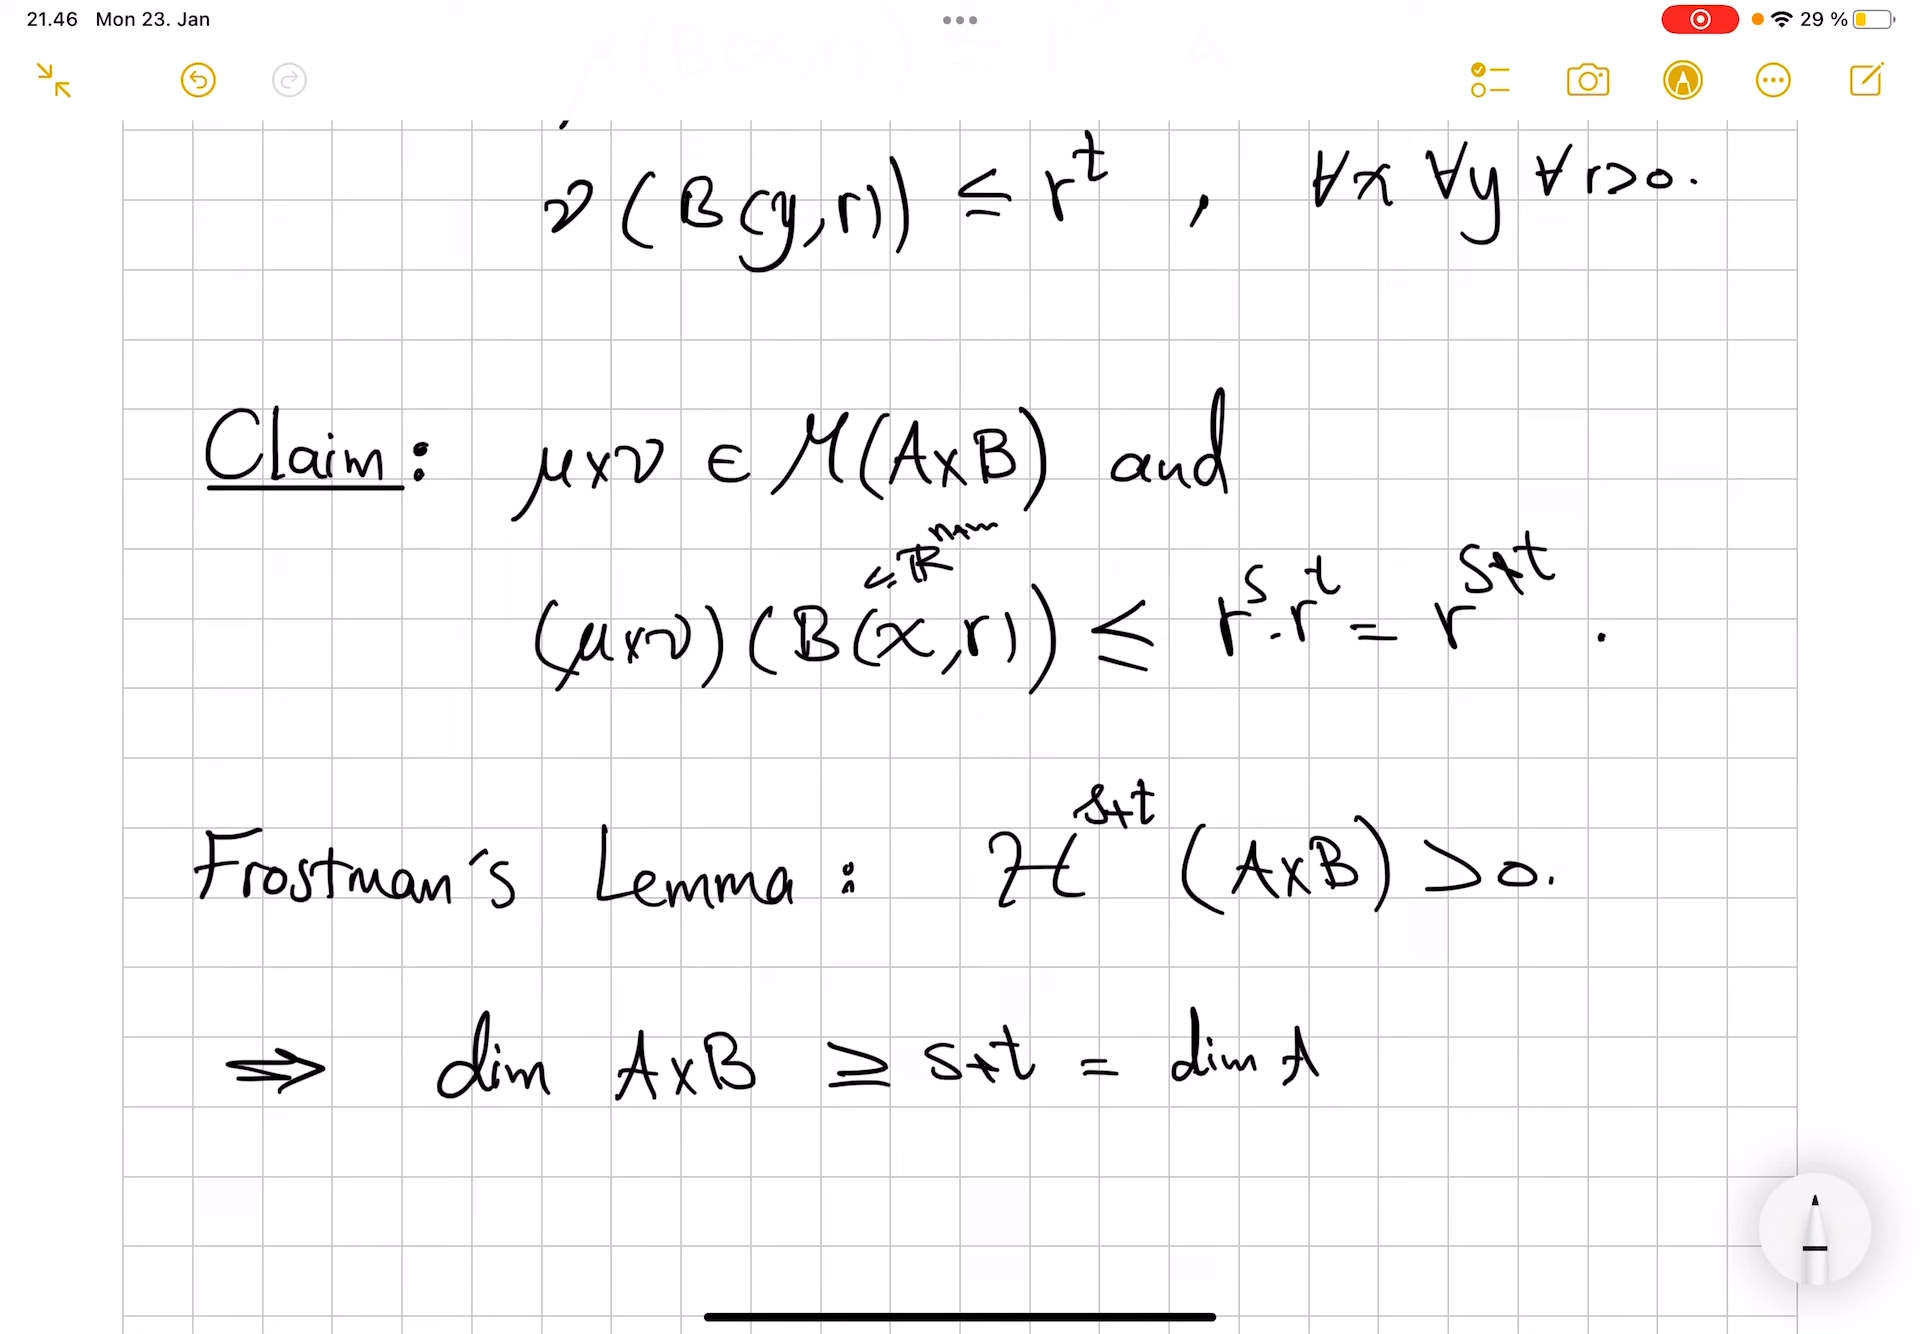 21.46 Mon 23. Jan
29 %
ν(B(y,r)) ≤ r^t , ∀x ∀y ∀ r>0.
Claim: μ×ν ∈ M(A×B) and
⊆ ℝ^{n+m}
(μ×ν)(B(x,r)) ≤ r^s · r^t = r^{s+t} .
Frostman's Lemma : H^{s+t} (A×B) > 0.
⇒ dim A×B ≥ s+t = dim A